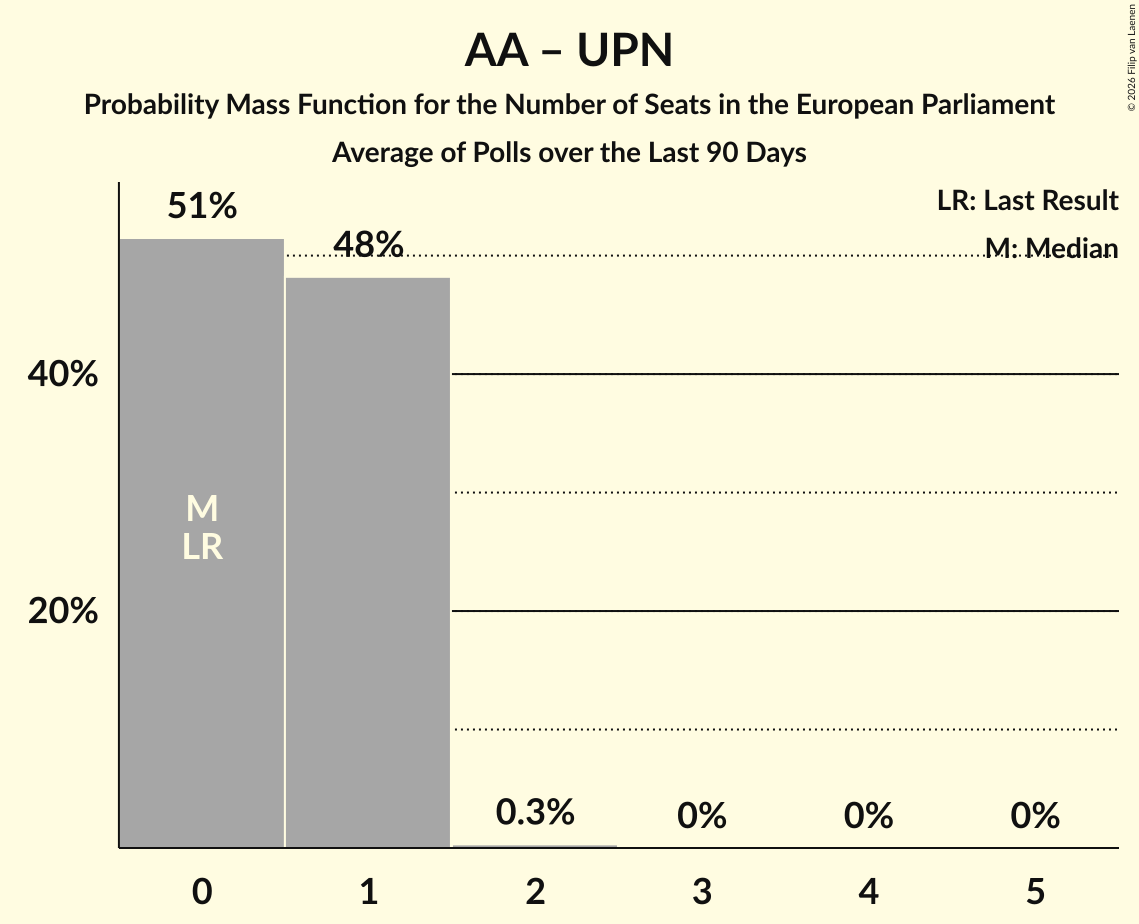 AA – UPN
Probability Mass Function for the Number of Seats in the European Parliament
Average of Polls over the Last 90 Days
© 2026 Filip van Laenen
LR: Last Result
M: Median
51%
48%
40%
20%
M
LR
0.3%
0%
0%
0%
0
1
2
3
4
5